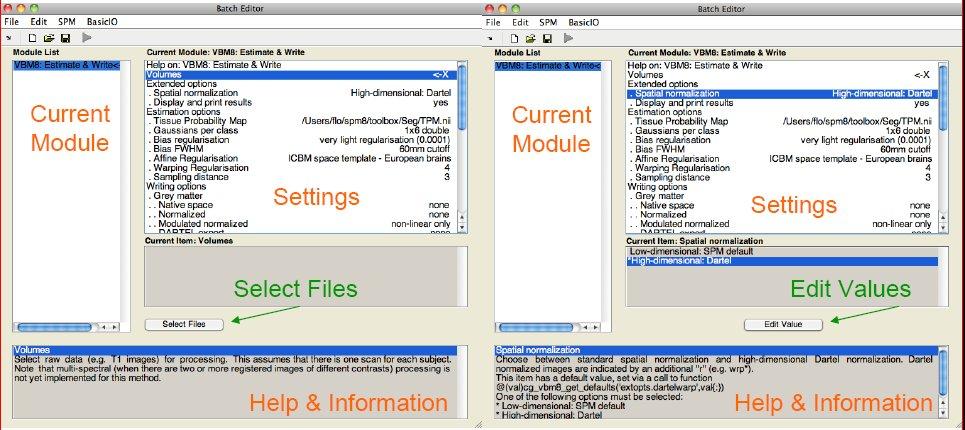 Batch Editor
File Edit SPM BasicIO
Module List
VBM8: Estimate & Write<
Current Module
Current Module: VBM8: Estimate & Write
Help on: VBM8: Estimate & Write
Volumes <-X
Extended options
. Spatial normalization High-dimensional: Dartel
. Display and print results yes
Estimation options
. Tissue Probability Map /Users/flo/spm8/toolbox/Seg/TPM.nii
. Gaussians per class 1x6 double
. Bias regularisation very light regularisation (0.0001)
. Bias FWHM 60mm cutoff
. Affine Regularisation ICBM space template - European brains
. Warping Regularisation 4
. Sampling distance 3
Writing options
. Grey matter
. . Native space none
. . Normalized none
. . Modulated normalized non-linear only
. . DARTEL export none
Settings
Current Item: Volumes
Select Files
Select Files
Volumes
Select raw data (e.g. T1 images) for processing. This assumes that there is one scan for each subject.
Note that multi-spectral (when there are two or more registered images of different contrasts) processing is
not yet implemented for this method.
Help & Information
Batch Editor
File Edit SPM BasicIO
Module List
VBM8: Estimate & Write<
Current Module
Current Module: VBM8: Estimate & Write
Help on: VBM8: Estimate & Write
Volumes <-X
Extended options
. Spatial normalization High-dimensional: Dartel
. Display and print results yes
Estimation options
. Tissue Probability Map /Users/flo/spm8/toolbox/Seg/TPM.nii
. Gaussians per class 1x6 double
. Bias regularisation very light regularisation (0.0001)
. Bias FWHM 60mm cutoff
. Affine Regularisation ICBM space template - European brains
. Warping Regularisation 4
. Sampling distance 3
Writing options
. Grey matter
. . Native space none
. . Normalized none
. . Modulated normalized non-linear only
. . DARTEL export none
Settings
Current Item: Spatial normalization
Low-dimensional: SPM default
*High-dimensional: Dartel
Edit Values
Edit Value
Spatial normalization
Choose between standard spatial normalization and high-dimensional Dartel normalization. Dartel
normalized images are indicated by an additional "r" (e.g. wrp*).
This item has a default value, set via a call to function
@(val)cg_vbm8_get_defaults('extopts.dartelwarp',val{:})
One of the following options must be selected:
* Low-dimensional: SPM default
* High-dimensional: Dartel
Help & Information